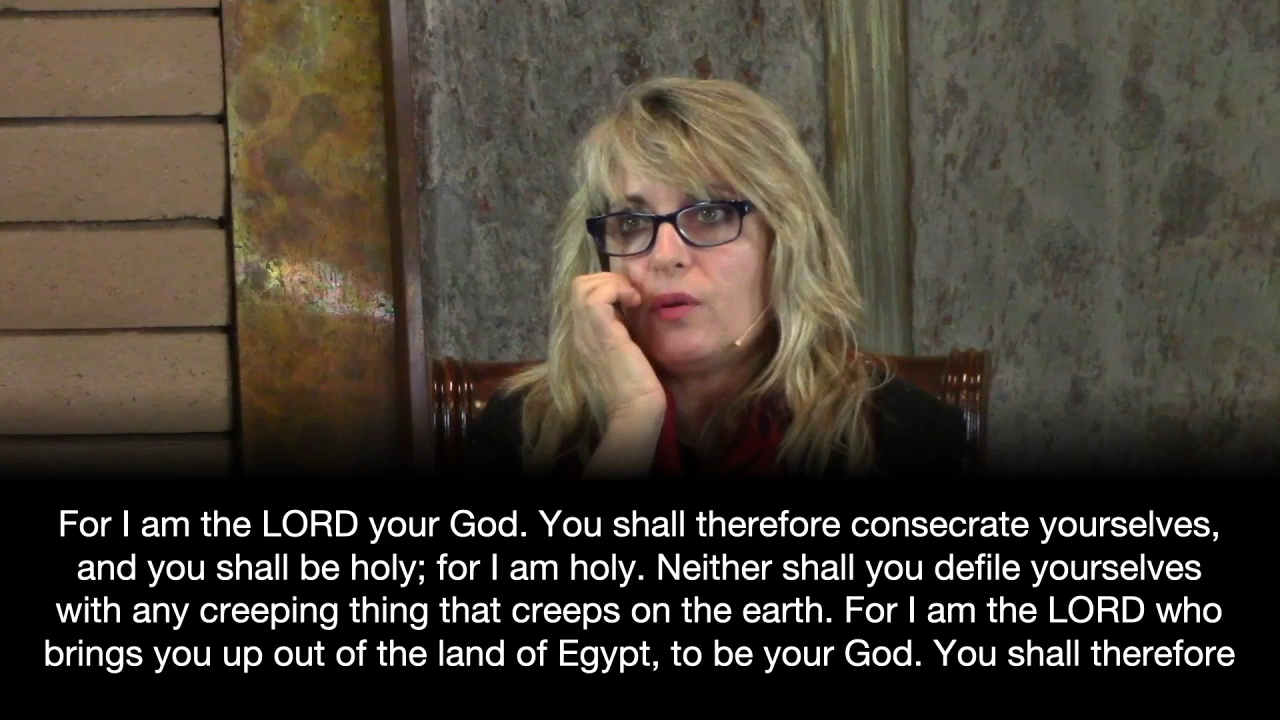 For I am the LORD your God. You shall therefore consecrate yourselves,
and you shall be holy; for I am holy. Neither shall you defile yourselves
with any creeping thing that creeps on the earth. For I am the LORD who
brings you up out of the land of Egypt, to be your God. You shall therefore